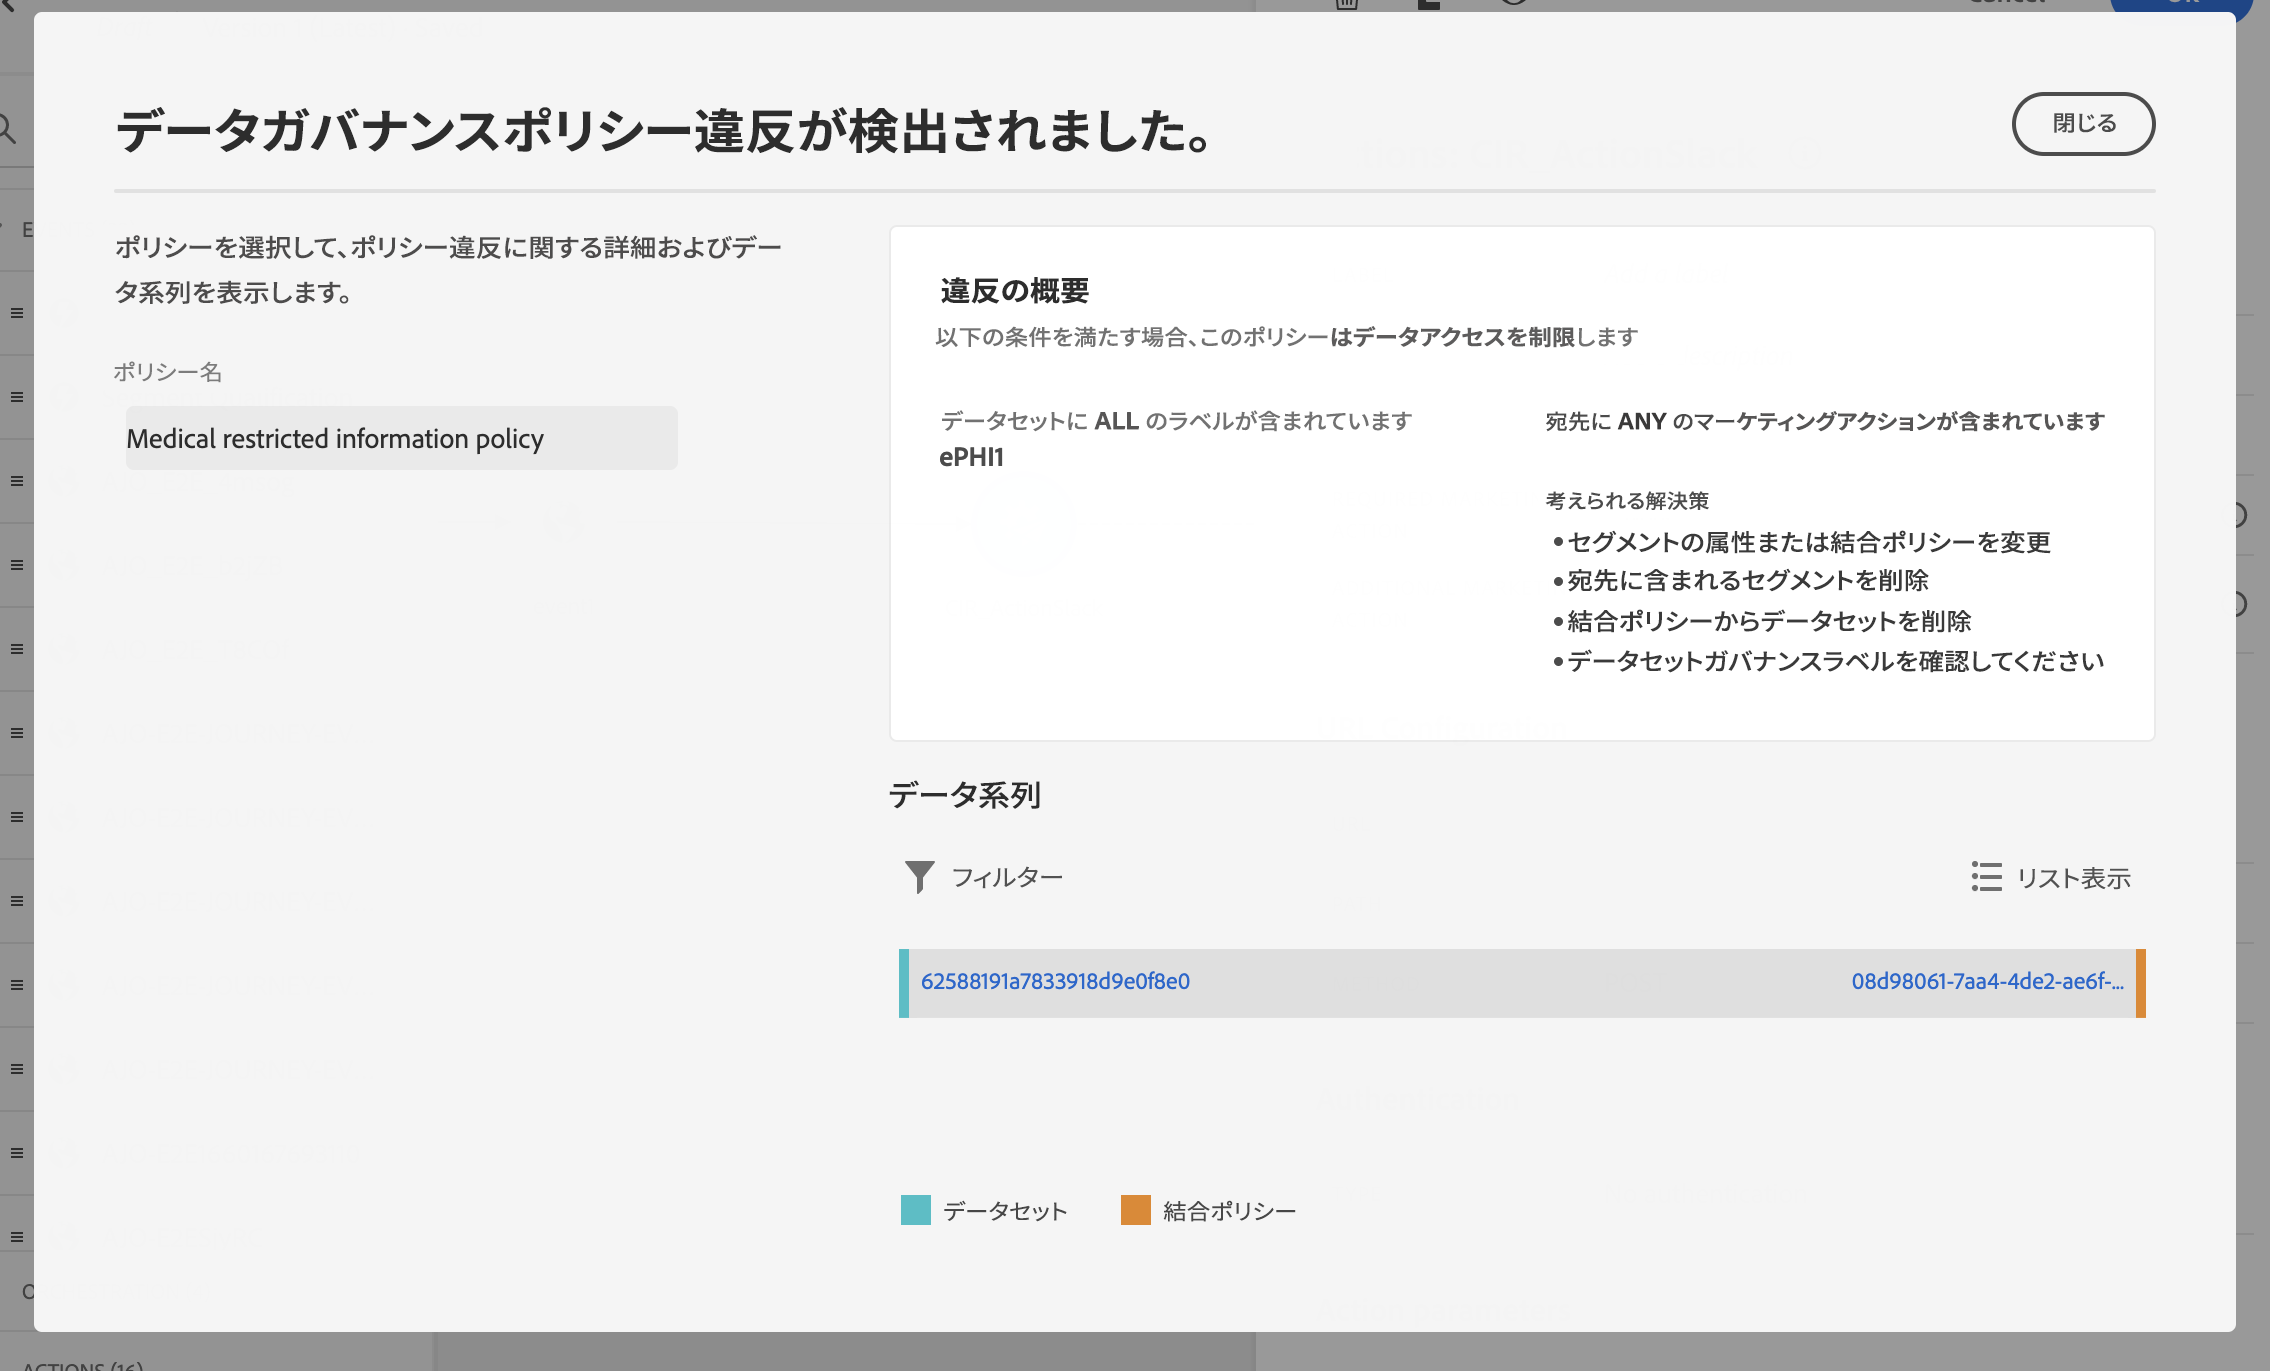 データガバナンスポリシー違反が検出されました。
閉じる
ポリシーを選択して、ポリシー違反に関する詳細およびデー
タ系列を表示します。
ポリシー名
Medical restricted information policy
違反の概要
以下の条件を満たす場合、このポリシーはデータアクセスを制限します
データセットに ALL のラベルが含まれています
ePHI1
宛先に ANY のマーケティングアクションが含まれています
考えられる解決策
•セグメントの属性または結合ポリシーを変更
•宛先に含まれるセグメントを削除
•結合ポリシーからデータセットを削除
•データセットガバナンスラベルを確認してください
データ系列
フィルター
リスト表示
62588191a7833918d9e0f8e0
08d98061-7aa4-4de2-ae6f-...
データセット
結合ポリシー
ACTIONS (16)